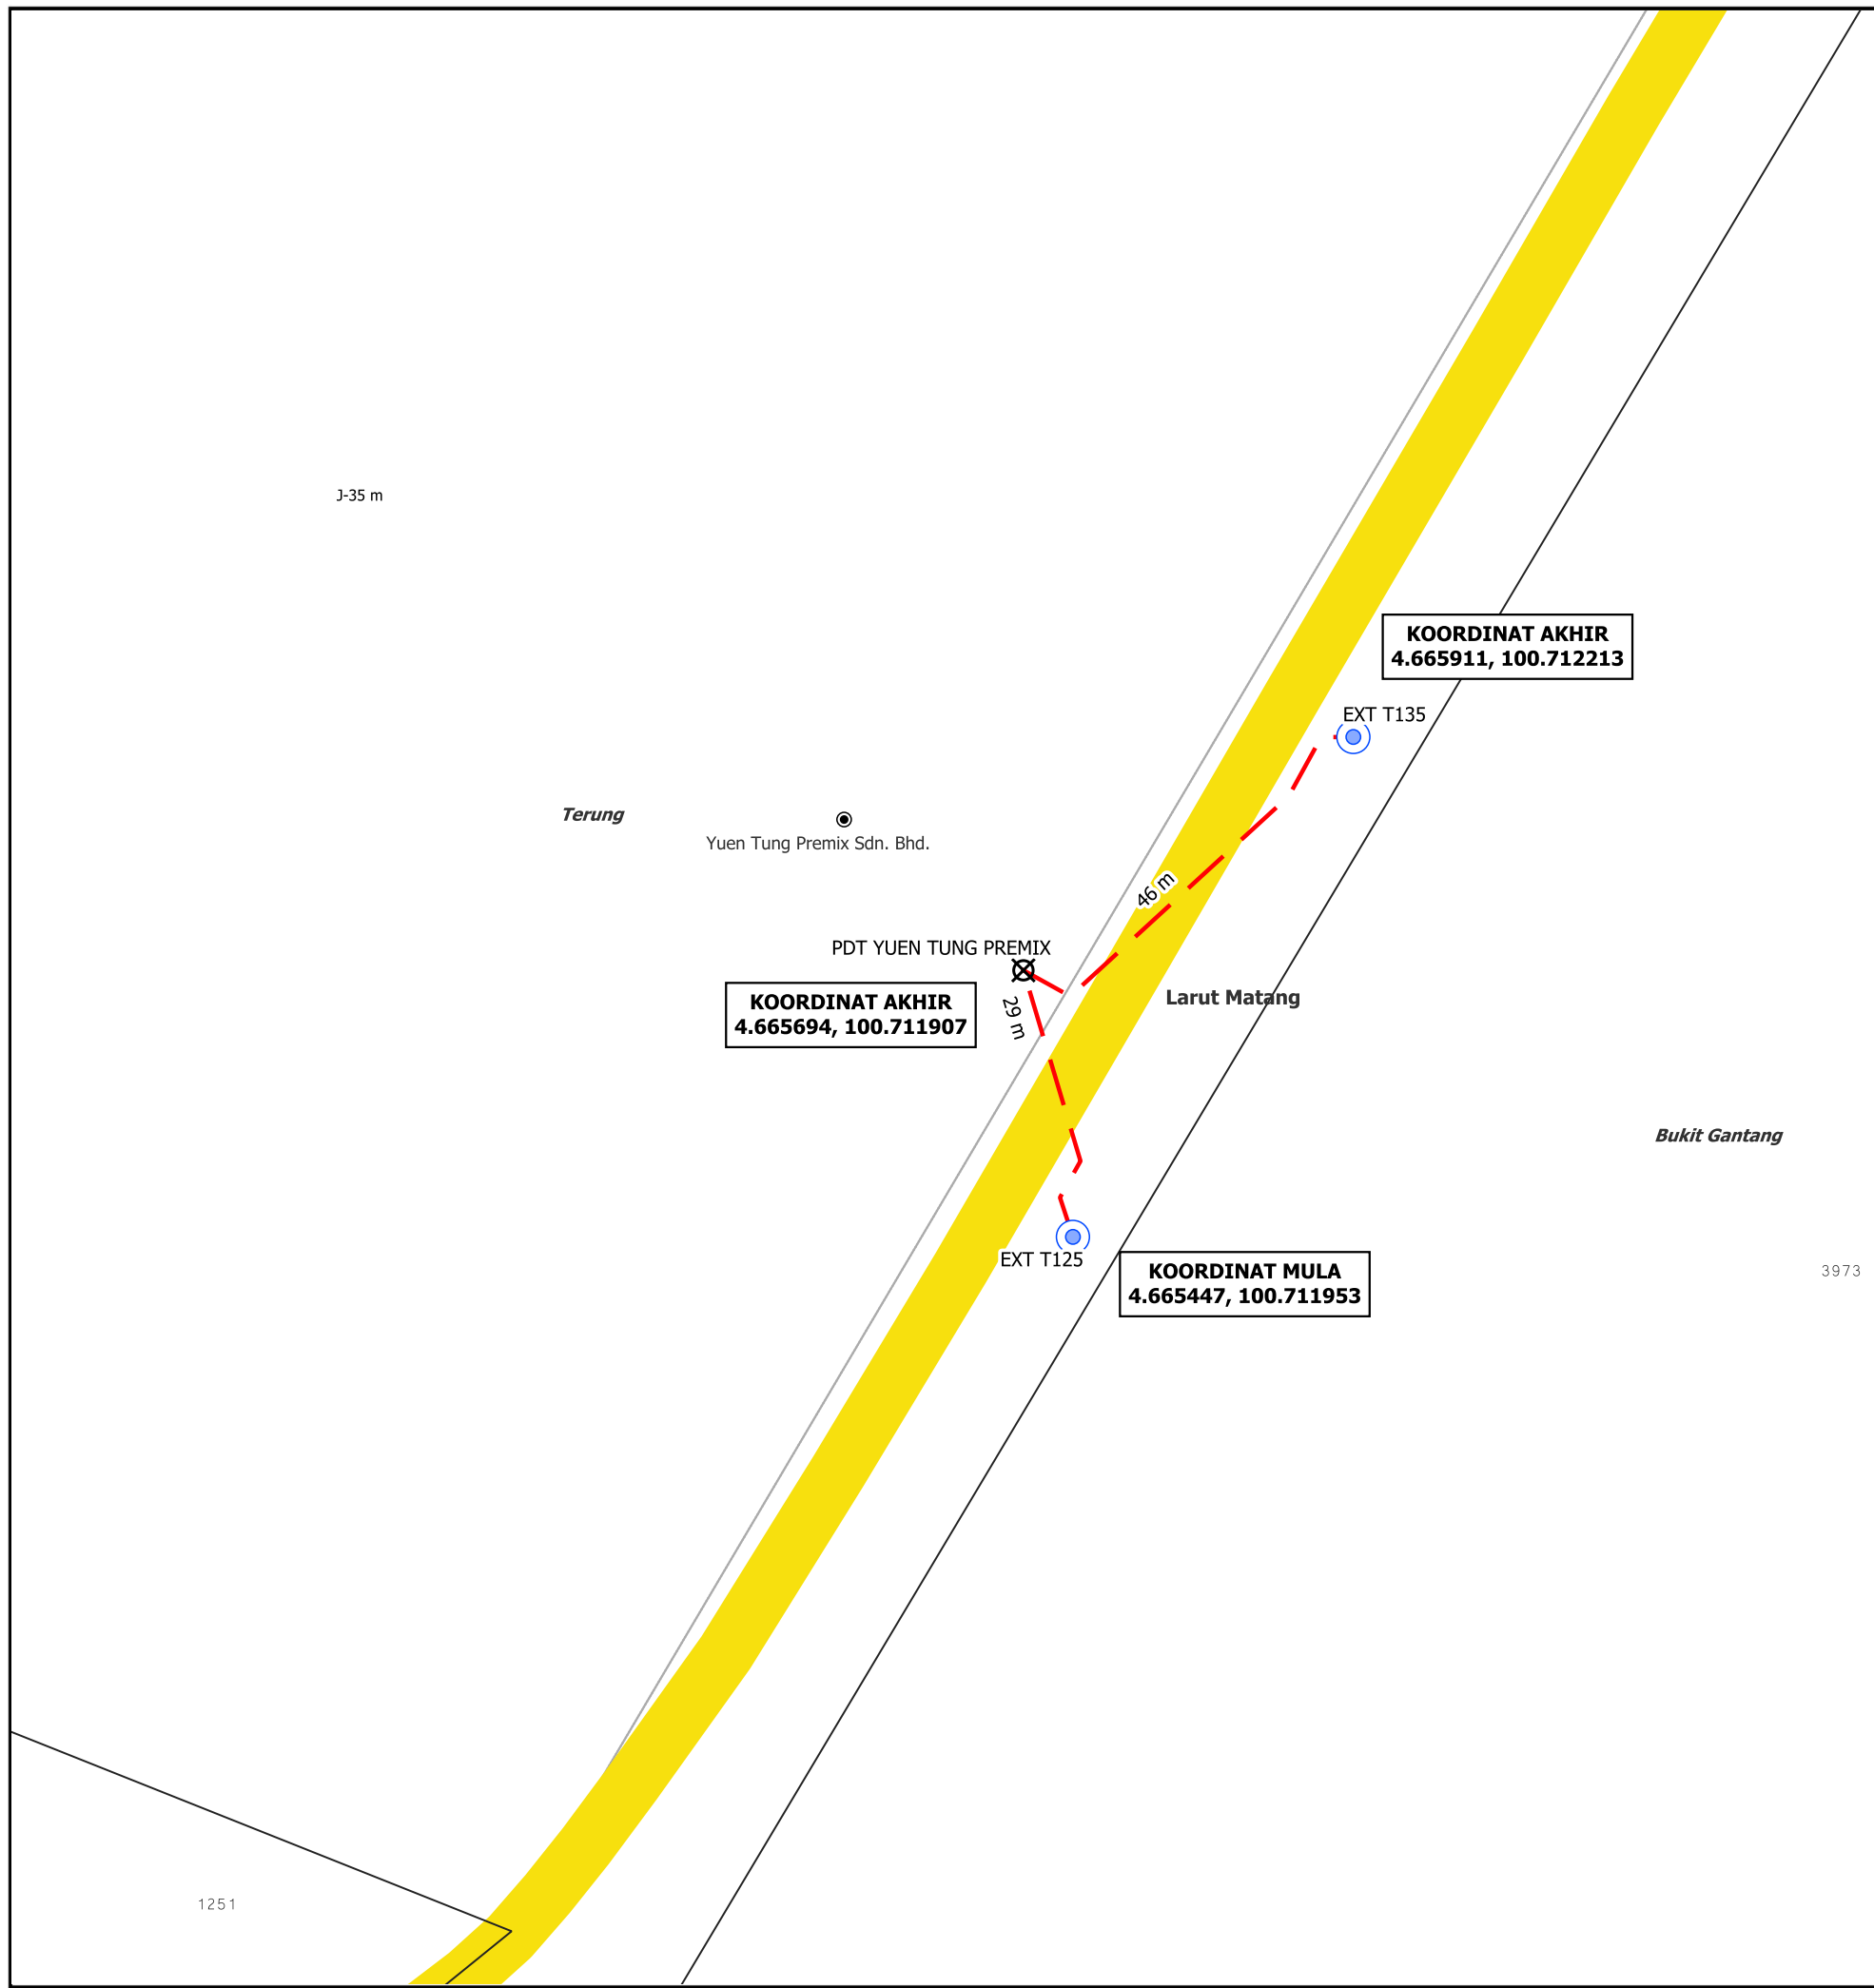 J-35 m
KOORDINAT AKHIR
4.665911, 100.712213
EXT T135
Terung
Yuen Tung Premix Sdn. Bhd.
46 m
PDT YUEN TUNG PREMIX
KOORDINAT AKHIR
4.665694, 100.711907
29 m
Larut Matang
Bukit Gantang
EXT T125
KOORDINAT MULA
4.665447, 100.711953
3973
1251